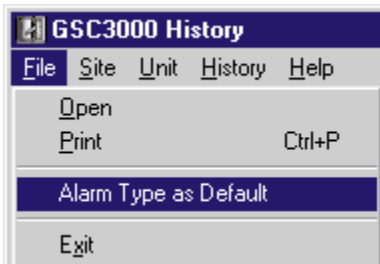 GSC3000 History
File Site Unit History Help
Open
Print Ctrl+P
Alarm Type as Default
Exit